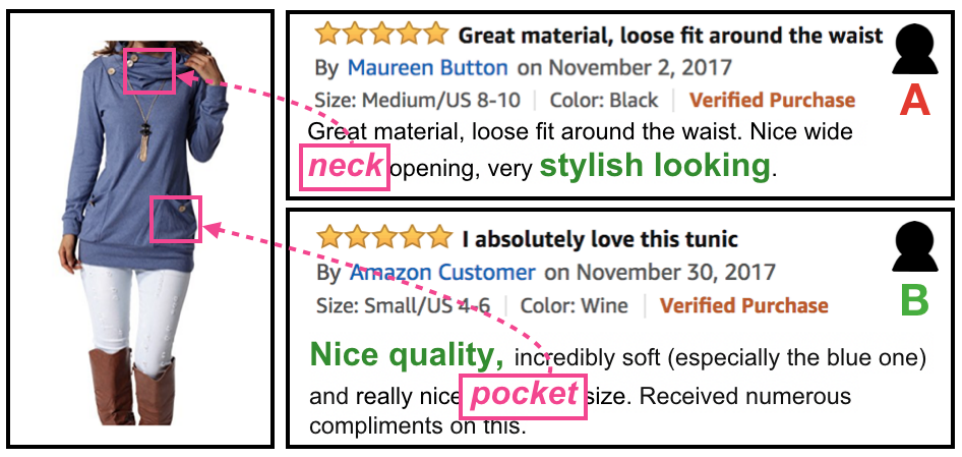 Great material, loose fit around the waist
By Maureen Button on November 2, 2017
Size: Medium/US 8-10 | Color: Black | Verified Purchase
A
Great material, loose fit around the waist. Nice wide
neck opening, very stylish looking.
I absolutely love this tunic
By Amazon Customer on November 30, 2017
Size: Small/US 4-6 | Color: Wine | Verified Purchase
B
Nice quality, incredibly soft (especially the blue one)
and really nice pocket size. Received numerous
compliments on this.